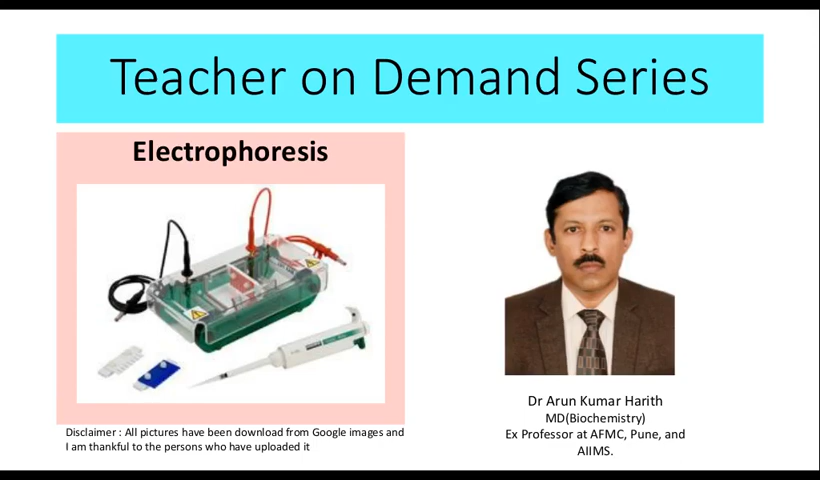 Teacher on Demand Series
Electrophoresis
Disclaimer : All pictures have been download from Google images and
I am thankful to the persons who have uploaded it
Dr Arun Kumar Harith
MD(Biochemistry)
Ex Professor at AFMC, Pune, and
AIIMS.